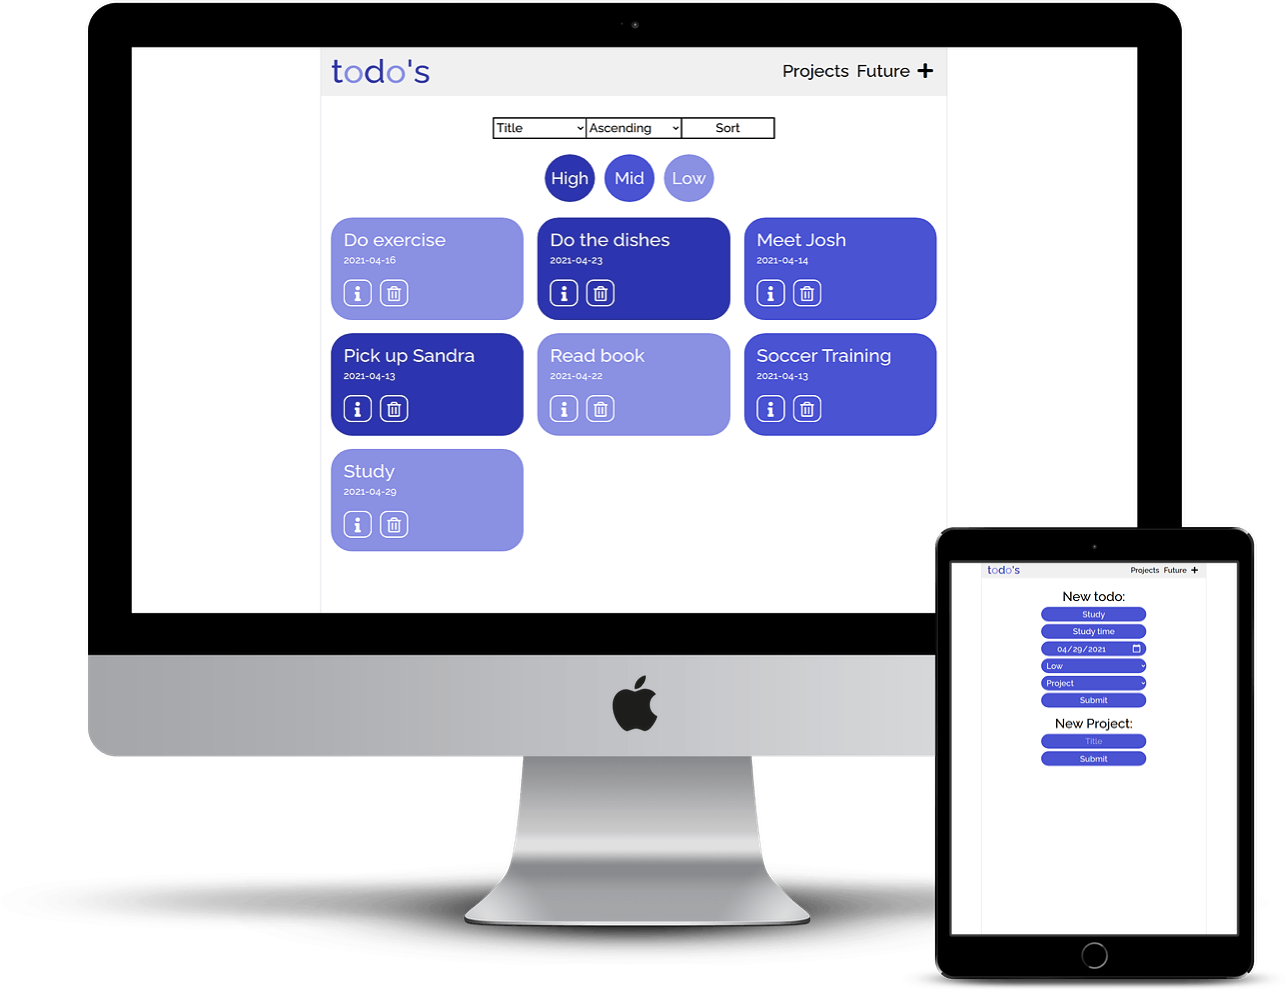 todo's
Projects Future
Title Ascending Sort
High Mid Low
Do exercise
2021-04-16
Do the dishes
2021-04-23
Meet Josh
2021-04-14
Pick up Sandra
2021-04-13
Read book
2021-04-22
Soccer Training
2021-04-13
Study
2021-04-29
todo's
Projects Future
New todo:
Study
Study time
04/29/2021
Low
Project
Submit
New Project:
Title
Submit